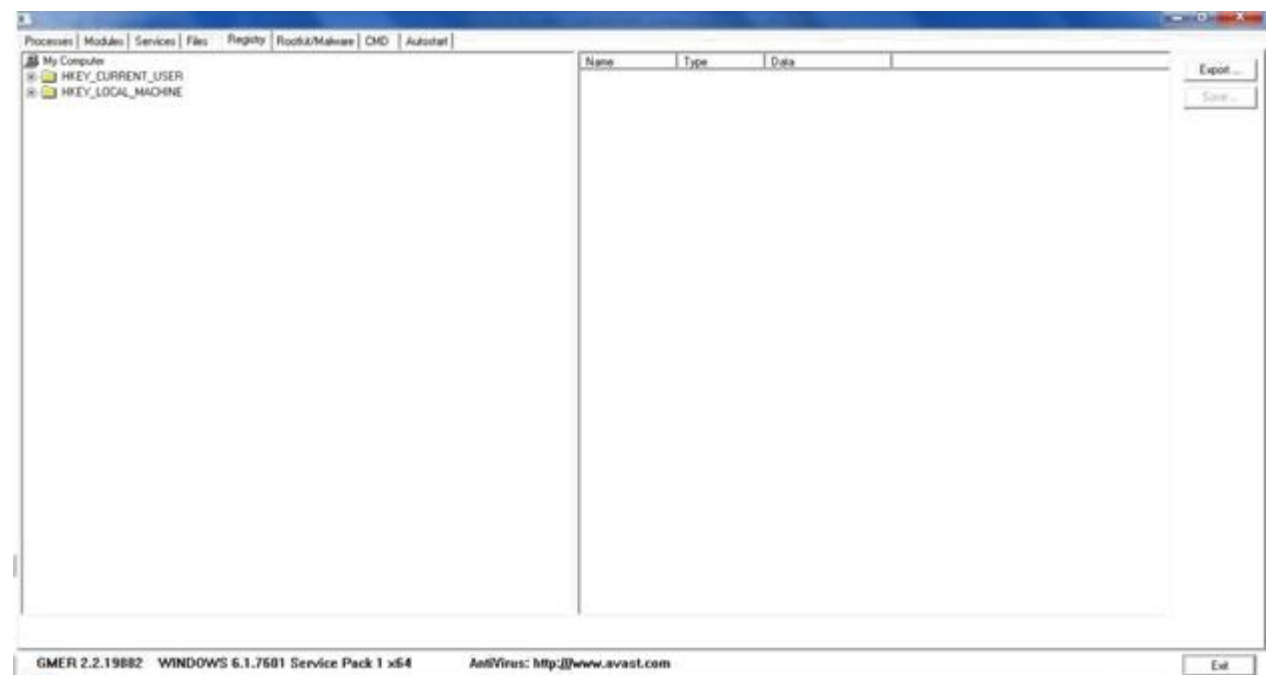 Processes Modules Services Files Registry Rootkit/Malware CMD Autostart
My Computer
HKEY_CURRENT_USER
HKEY_LOCAL_MACHINE
Name Type Data
Export ...
Save ...
GMER 2.2.19882 WINDOWS 6.1.7601 Service Pack 1 x64 AntiVirus: http:///www.avast.com
Exit